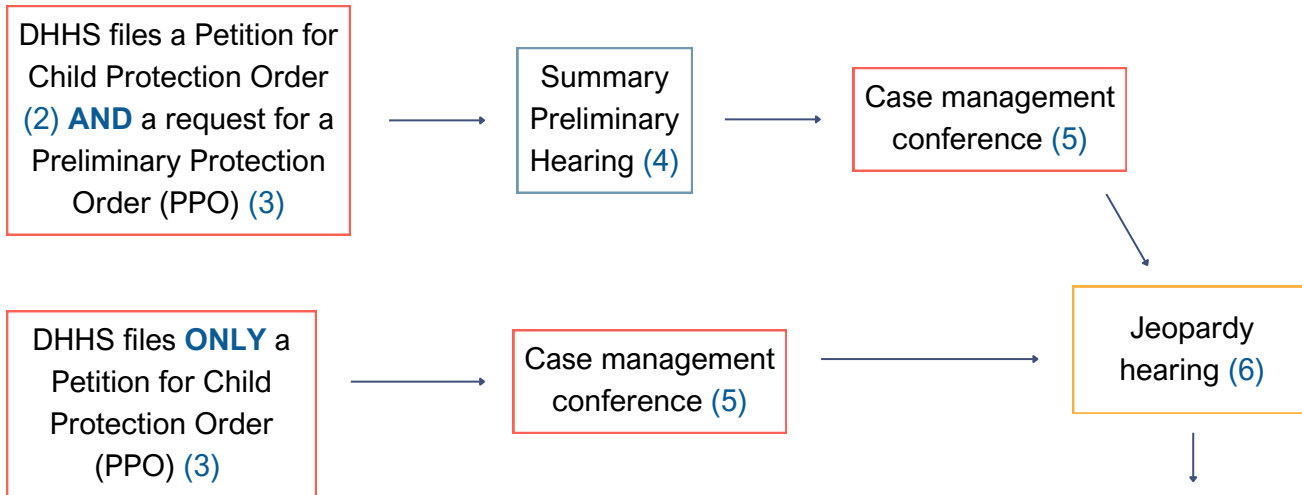 DHHS files a Petition for
Child Protection Order
(2) AND a request for a
Preliminary Protection
Order (PPO) (3)
Summary
Preliminary
Hearing (4)
Case management
conference (5)
DHHS files ONLY a
Petition for Child
Protection Order
(PPO) (3)
Case management
conference (5)
Jeopardy
hearing (6)